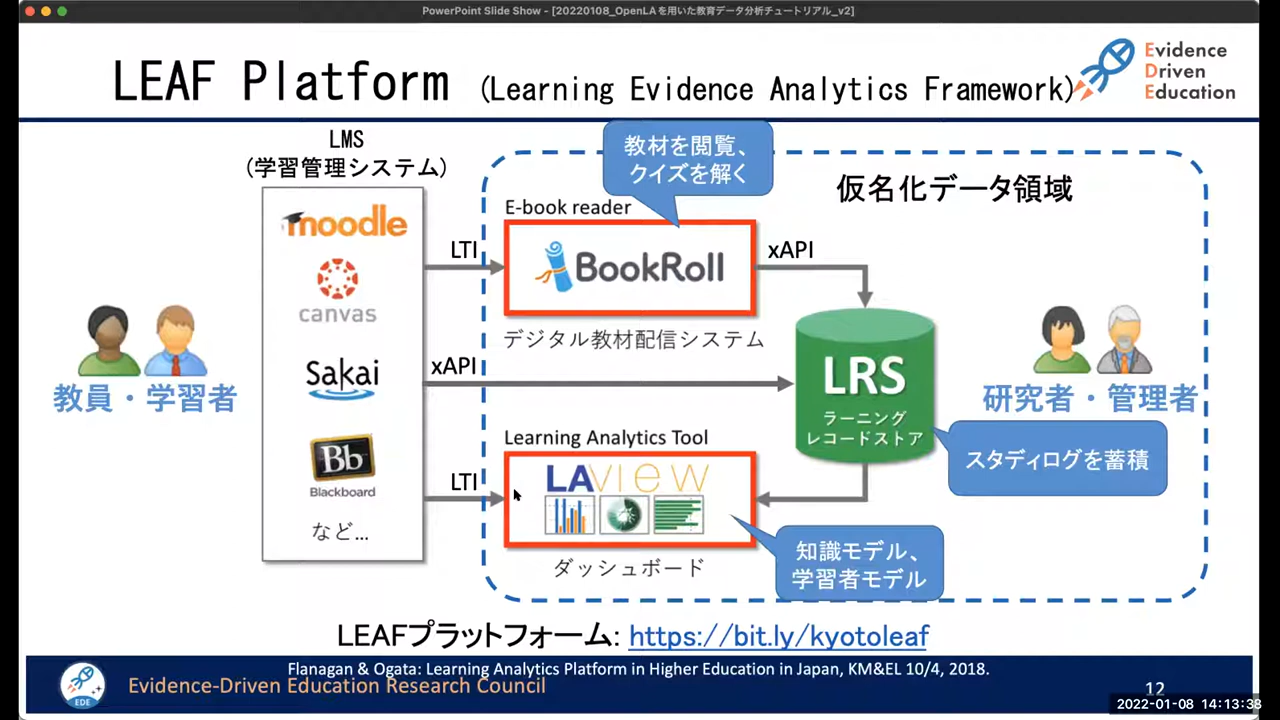 PowerPoint Slide Show - [20220108_OpenLAを用いた教育データ分析チュートリアル_v2]
LEAF Platform (Learning Evidence Analytics Framework)
Evidence
Driven
Education
LMS
(学習管理システム)
教材を閲覧、
クイズを解く
仮名化データ領域
E-book reader
moodle
LTI
BookRoll
xAPI
canvas
デジタル教材配信システム
Sakai
xAPI
LRS
ラーニング
レコードストア
教員・学習者
研究者・管理者
Learning Analytics Tool
スタディログを蓄積
Bb
Blackboard
LTI
LAVIEW
など…
ダッシュボード
知識モデル、
学習者モデル
LEAFプラットフォーム: https://bit.ly/kyotoleaf
Flanagan & Ogata: Learning Analytics Platform in Higher Education in Japan, KM&EL 10/4, 2018.
EDE
Evidence-Driven Education Research Council
12
2022-01-08 14:13:38